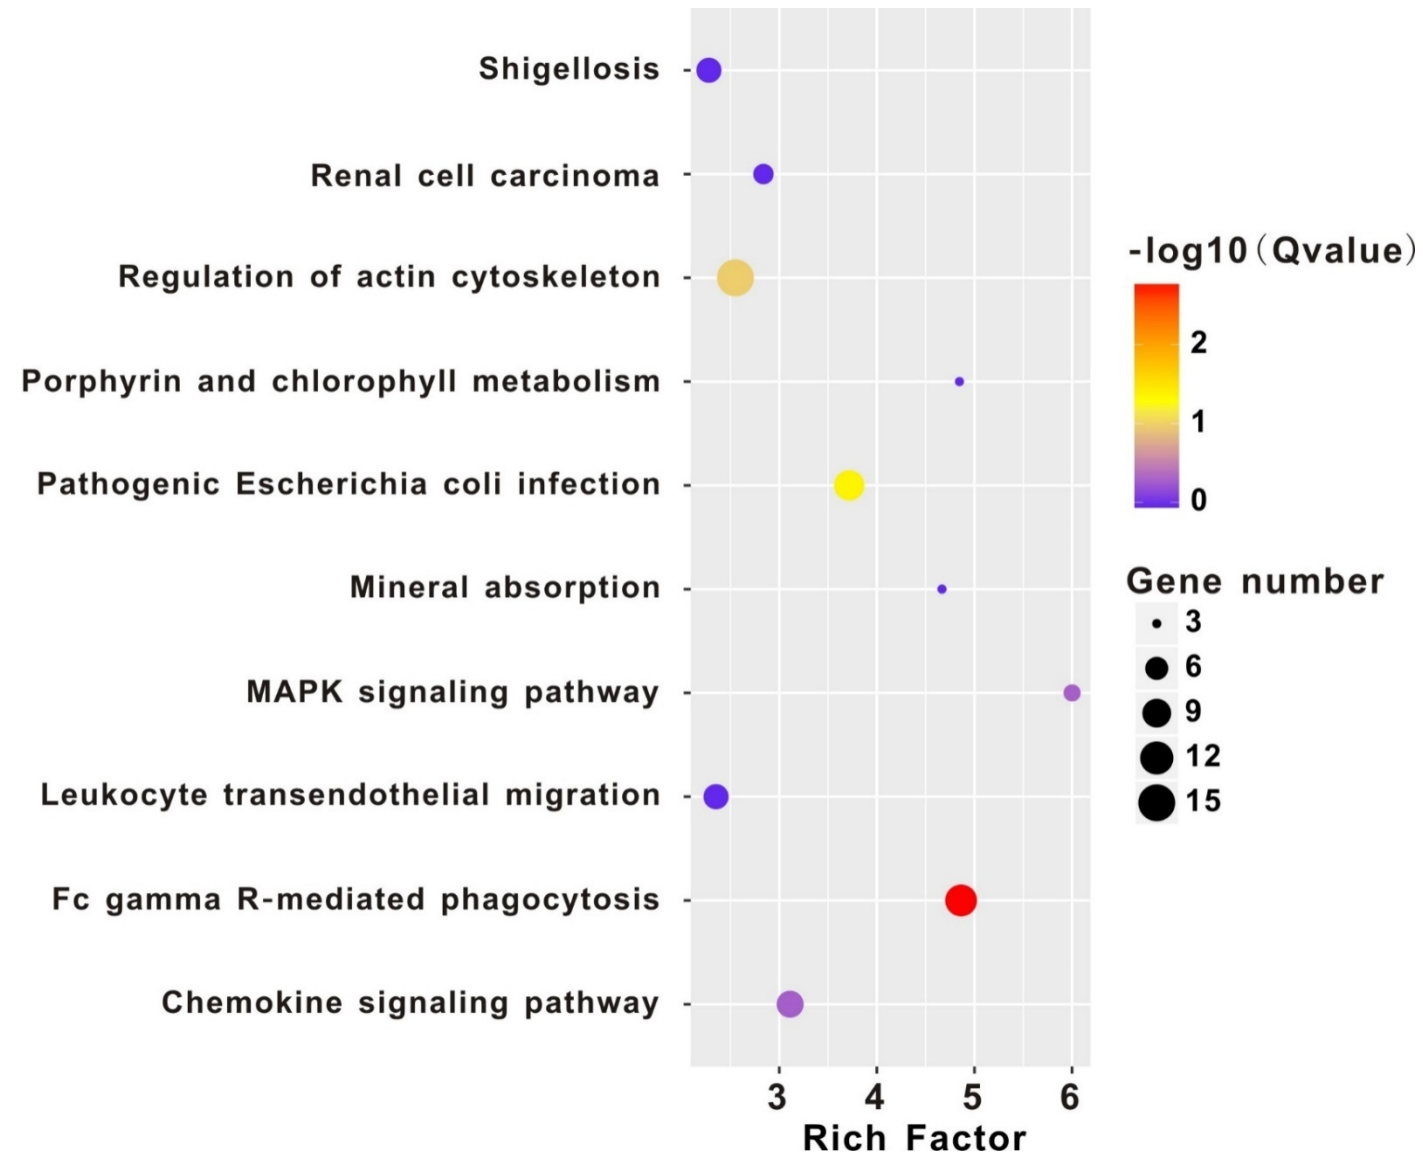 Shigellosis
Renal cell carcinoma
Regulation of actin cytoskeleton
Porphyrin and chlorophyll metabolism
Pathogenic Escherichia coli infection
Mineral absorption
MAPK signaling pathway
Leukocyte transendothelial migration
Fc gamma R-mediated phagocytosis
Chemokine signaling pathway
3 4 5 6
Rich Factor
-log10（Qvalue）
2
1
0
Gene number
3
6
9
12
15